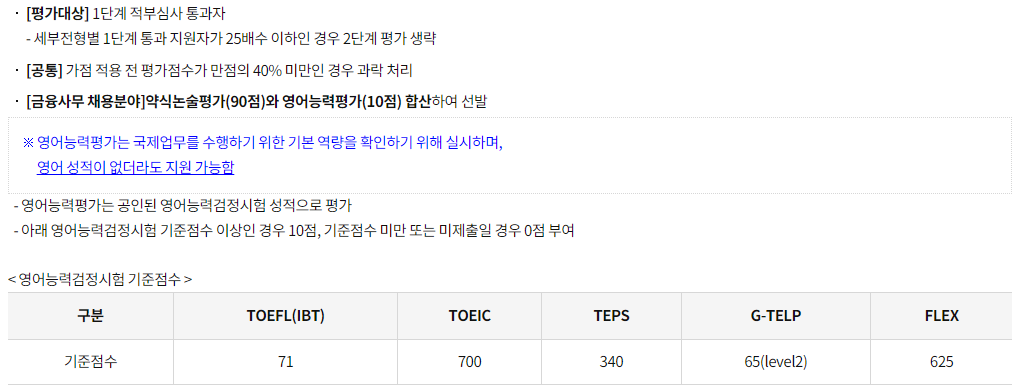 · [평가대상] 1단계 적부심사 통과자
- 세부전형별 1단계 통과 지원자가 25배수 이하인 경우 2단계 평가 생략
· [공통] 가점 적용 전 평가점수가 만점의 40% 미만인 경우 과락 처리
· [금융사무 채용분야]약식논술평가(90점)와 영어능력평가(10점) 합산하여 선발
※ 영어능력평가는 국제업무를 수행하기 위한 기본 역량을 확인하기 위해 실시하며,
영어 성적이 없더라도 지원 가능함
- 영어능력평가는 공인된 영어능력검정시험 성적으로 평가
- 아래 영어능력검정시험 기준점수 이상인 경우 10점, 기준점수 미만 또는 미제출일 경우 0점 부여
< 영어능력검정시험 기준점수 >
구분 TOEFL(IBT) TOEIC TEPS G-TELP FLEX
기준점수 71 700 340 65(level2) 625